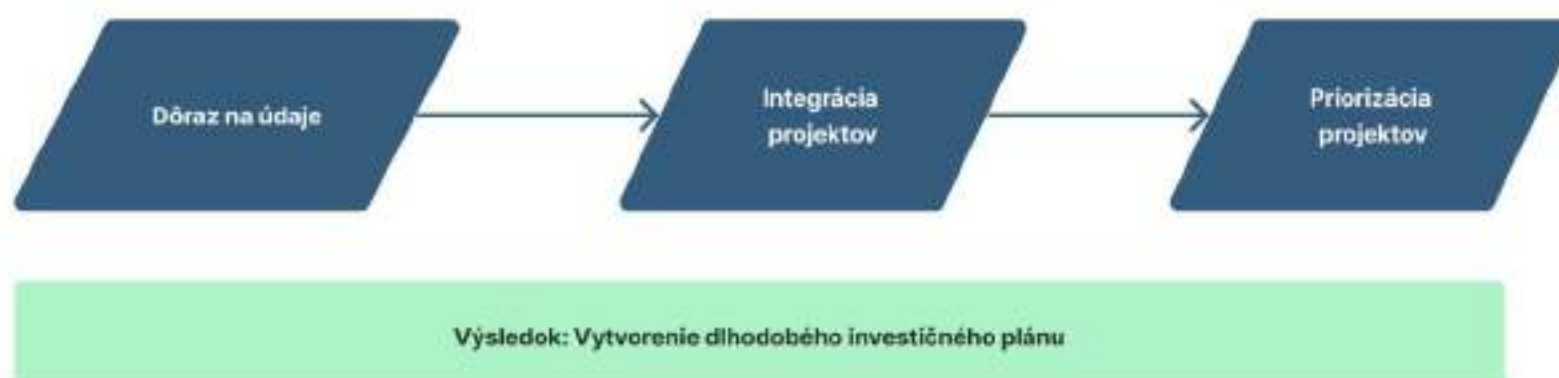 Dôraz na údaje
Integrácia
projektov
Priorizácia
projektov
Výsledok: Vytvorenie dlhodobého investičného plánu